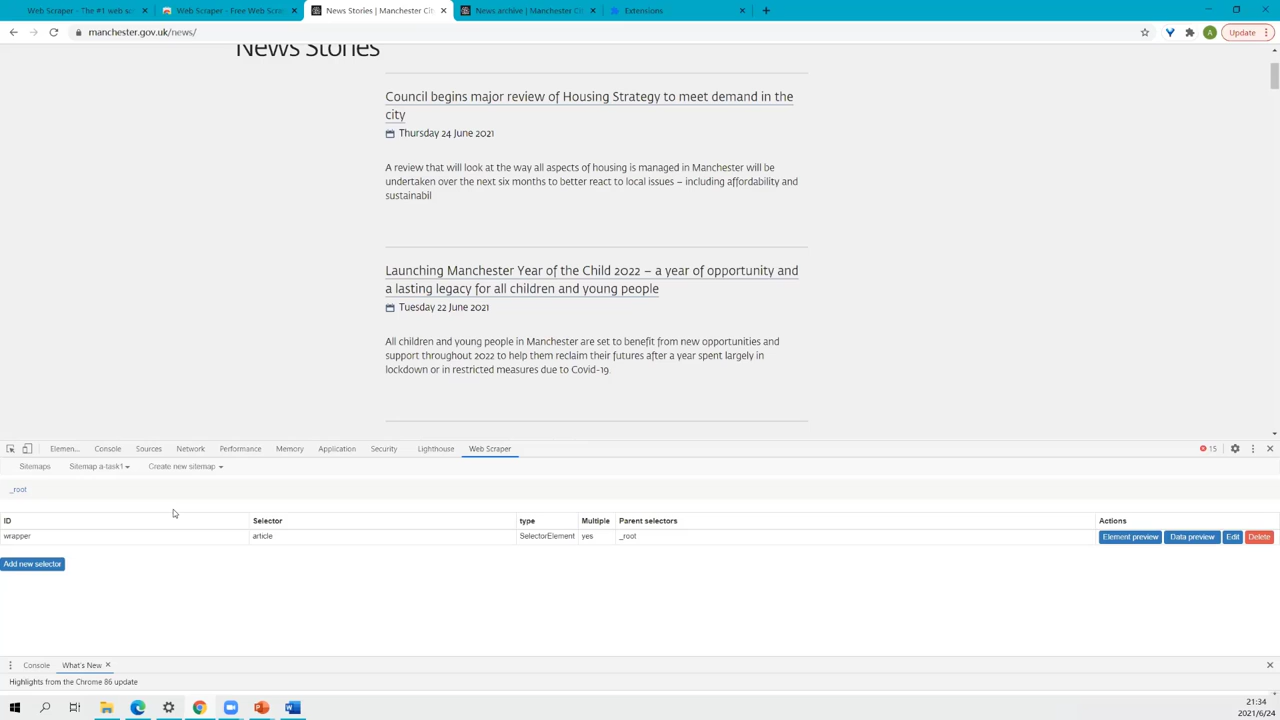 Web Scraper - The #1 web sc
Web Scraper - Free Web Scra
News Stories | Manchester Cit
News archive | Manchester Cit
Extensions
manchester.gov.uk/news/
A
Update
News Stories
Council begins major review of Housing Strategy to meet demand in the
city
Thursday 24 June 2021
A review that will look at the way all aspects of housing is managed in Manchester will be
undertaken over the next six months to better react to local issues – including affordability and
sustainabil
Launching Manchester Year of the Child 2022 – a year of opportunity and
a lasting legacy for all children and young people
Tuesday 22 June 2021
All children and young people in Manchester are set to benefit from new opportunities and
support throughout 2022 to help them reclaim their futures after a year spent largely in
lockdown or in restricted measures due to Covid-19.
Elemen... Console Sources Network Performance Memory Application Security Lighthouse Web Scraper 15
Sitemaps Sitemap a-task1 Create new sitemap
_root
ID Selector type Multiple Parent selectors Actions
wrapper article SelectorElement yes _root Element preview Data preview Edit Delete
Add new selector
Console What's New
Highlights from the Chrome 86 update
21:34
2021/6/24